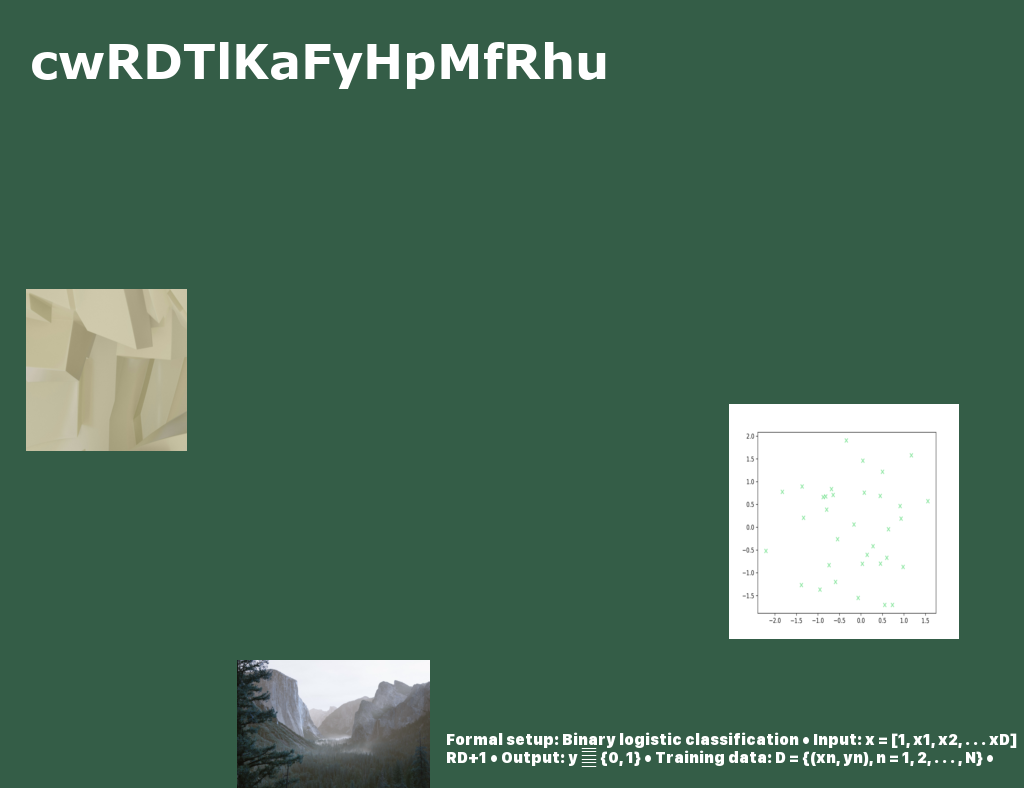 cwRDTlKaFyHpMfRhu
2.0
1.5
1.0
0.5
0.0
−0.5
−1.0
−1.5
−2.0 −1.5 −1.0 −0.5 0.0 0.5 1.0 1.5
Formal setup: Binary logistic classification • Input: x = [1, x1, x2, . . . xD]
RD+1 • Output: y {0, 1} • Training data: D = {(xn, yn), n = 1, 2, . . . , N} •